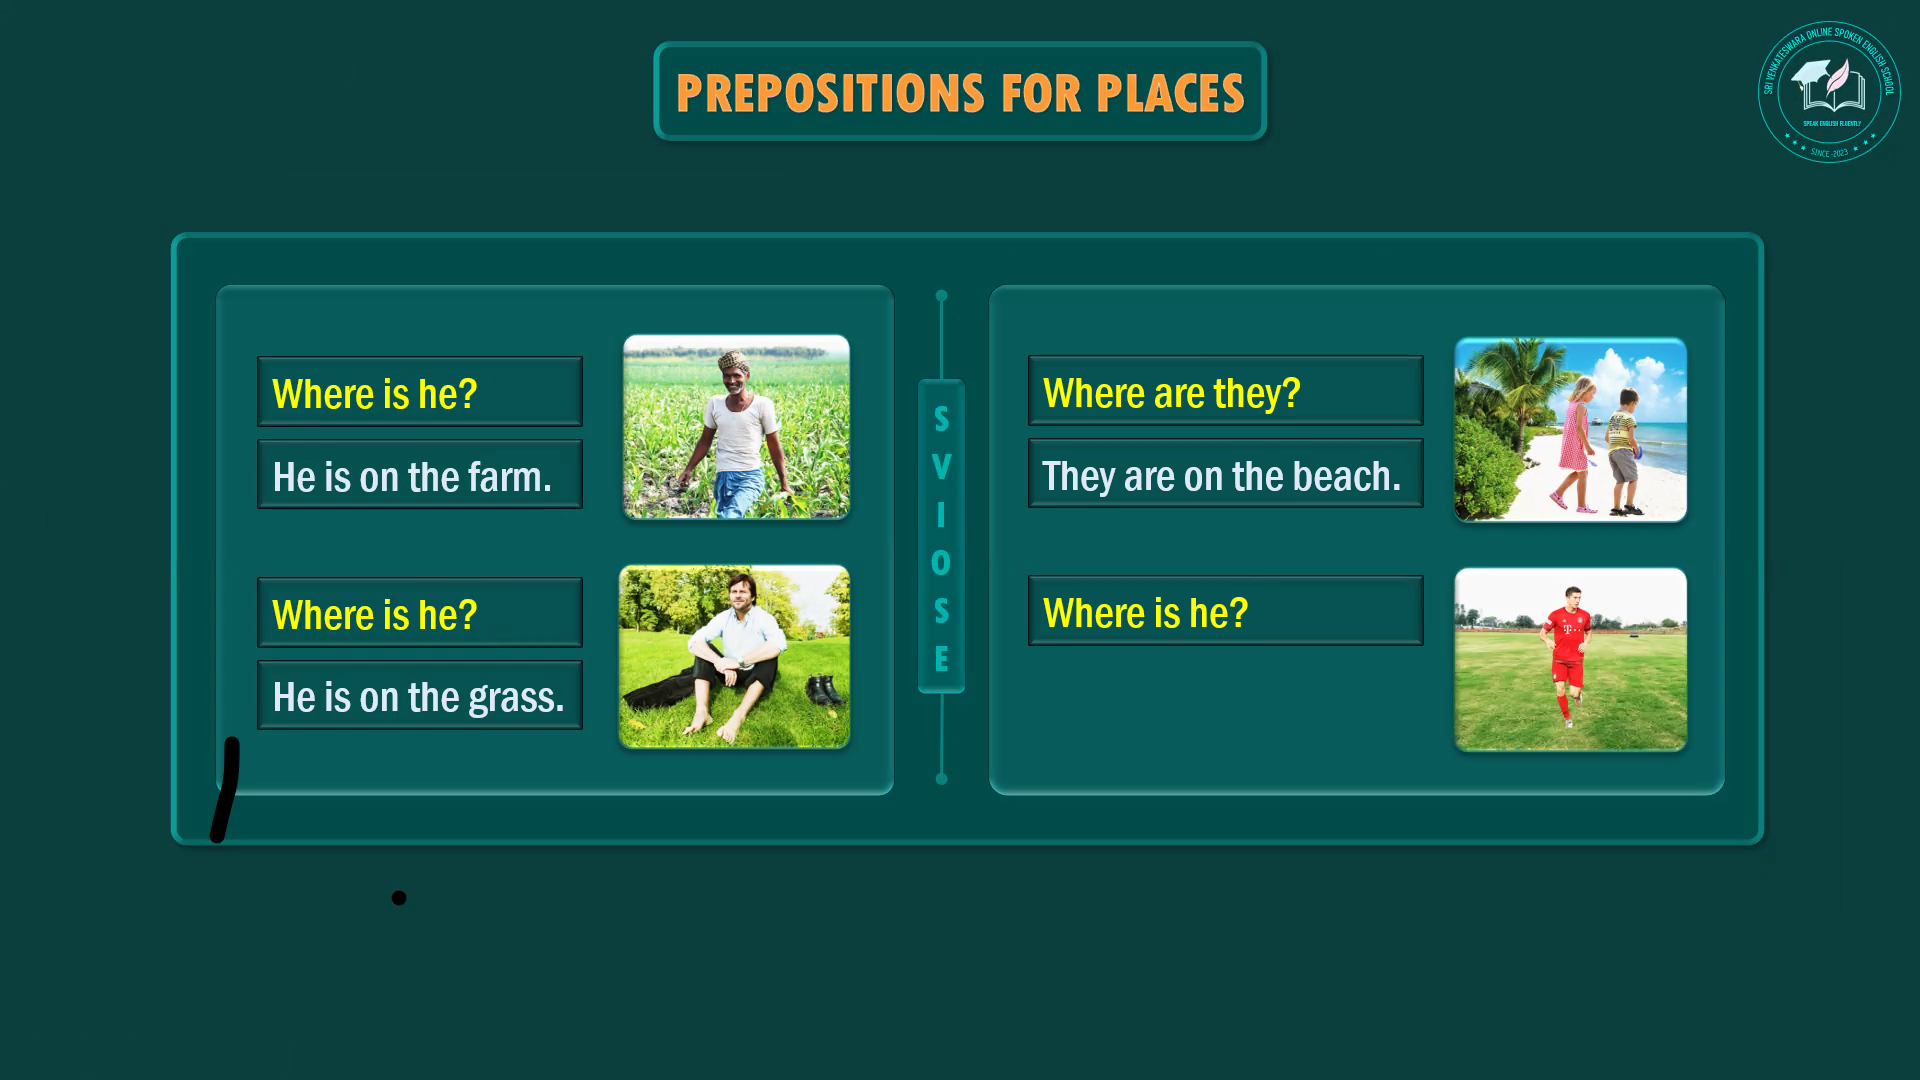 PREPOSITIONS FOR PLACES
SRI VENKATESWARA ONLINE SPOKEN ENGLISH SCHOOL
SPEAK ENGLISH FLUENTLY
SINCE -2023
Where is he?
He is on the farm.
Where is he?
He is on the grass.
SVIOSE
Where are they?
They are on the beach.
Where is he?